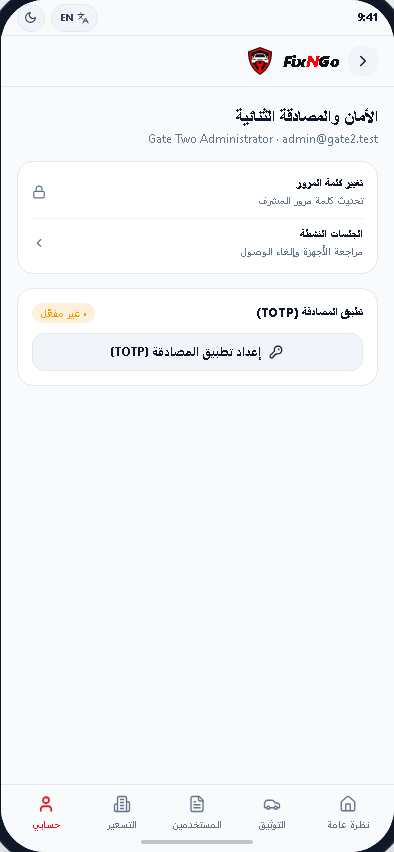 9:41
EN
FixNGo
الأمان والمصادقة الثنائية
Gate Two Administrator · admin@gate2.test
تغيير كلمة المرور
تحديث كلمة مرور المشرف
الجلسات النشطة
مراجعة الأجهزة وإلغاء الوصول
تطبيق المصادقة (TOTP)
• غير مفعّل
إعداد تطبيق المصادقة (TOTP)
نظرة عامة
التوثيق
المستخدمين
التسعير
حسابي